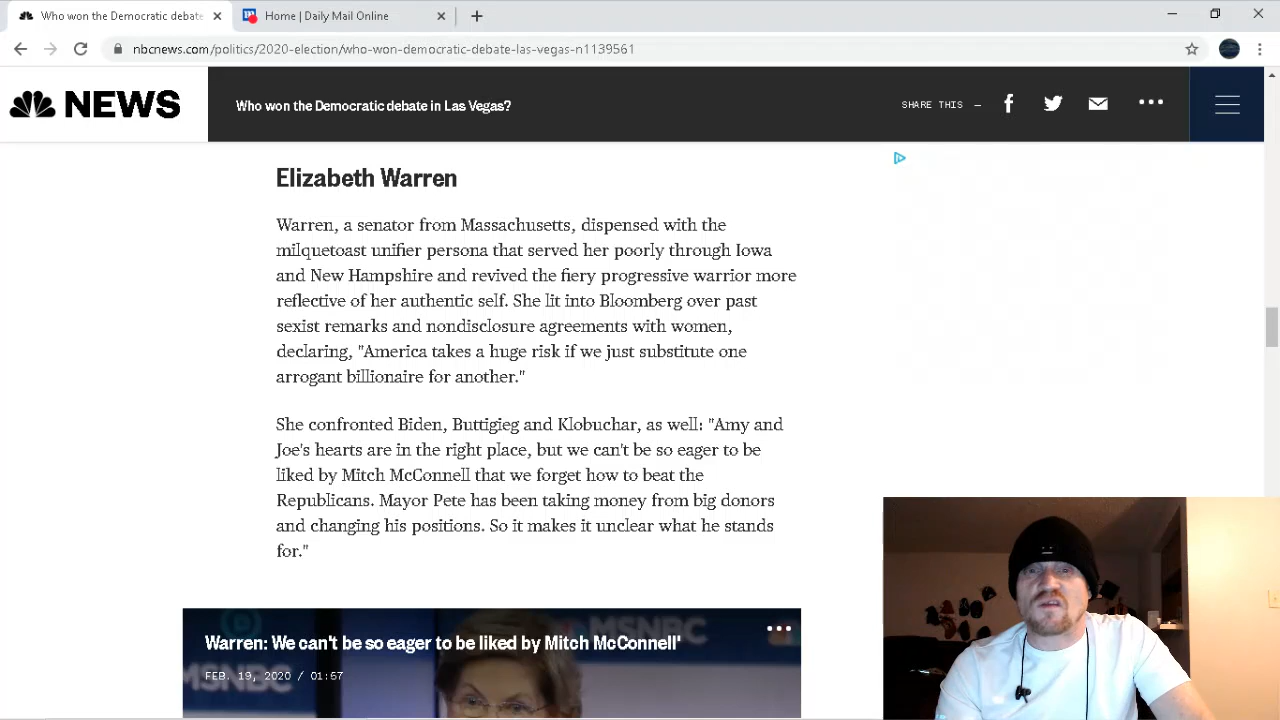 Who won the Democratic debate
Home | Daily Mail Online
nbcnews.com/politics/2020-election/who-won-democratic-debate-las-vegas-n1139561
NEWS
Who won the Democratic debate in Las Vegas?
SHARE THIS —
Elizabeth Warren
Warren, a senator from Massachusetts, dispensed with the
milquetoast unifier persona that served her poorly through Iowa
and New Hampshire and revived the fiery progressive warrior more
reflective of her authentic self. She lit into Bloomberg over past
sexist remarks and nondisclosure agreements with women,
declaring, "America takes a huge risk if we just substitute one
arrogant billionaire for another."
She confronted Biden, Buttigieg and Klobuchar, as well: "Amy and
Joe's hearts are in the right place, but we can't be so eager to be
liked by Mitch McConnell that we forget how to beat the
Republicans. Mayor Pete has been taking money from big donors
and changing his positions. So it makes it unclear what he stands
for."
MSNBC
Warren: We can't be so eager to be liked by Mitch McConnell'
MSNBC
FEB. 19, 2020 / 01:57